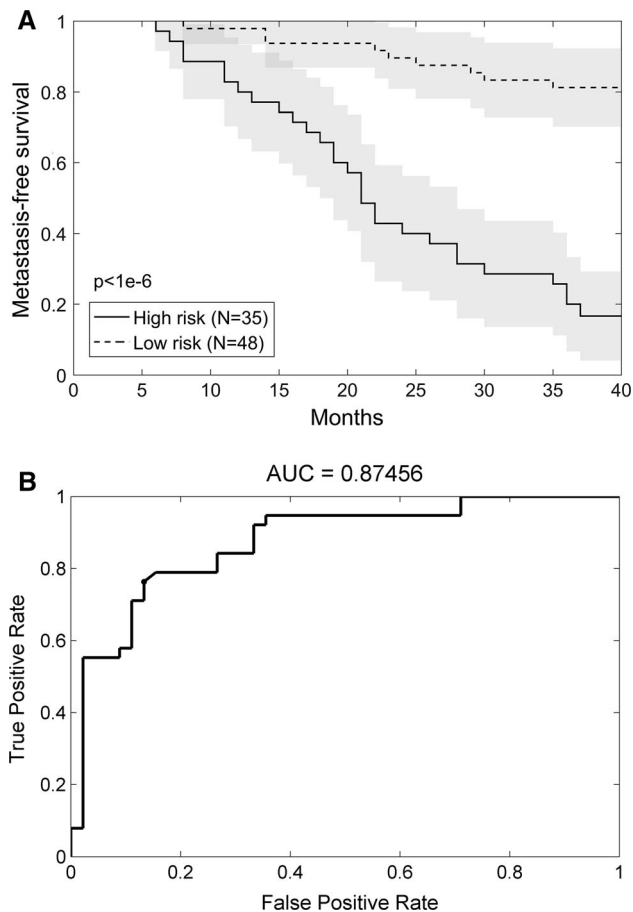 A
Metastasis-free survival
1
0.8
0.6
0.4
0.2
0
p<1e-6
High risk (N=35)
Low risk (N=48)
0 5 10 15 20 25 30 35 40
Months
B
AUC = 0.87456
True Positive Rate
1
0.8
0.6
0.4
0.2
0
0 0.2 0.4 0.6 0.8 1
False Positive Rate